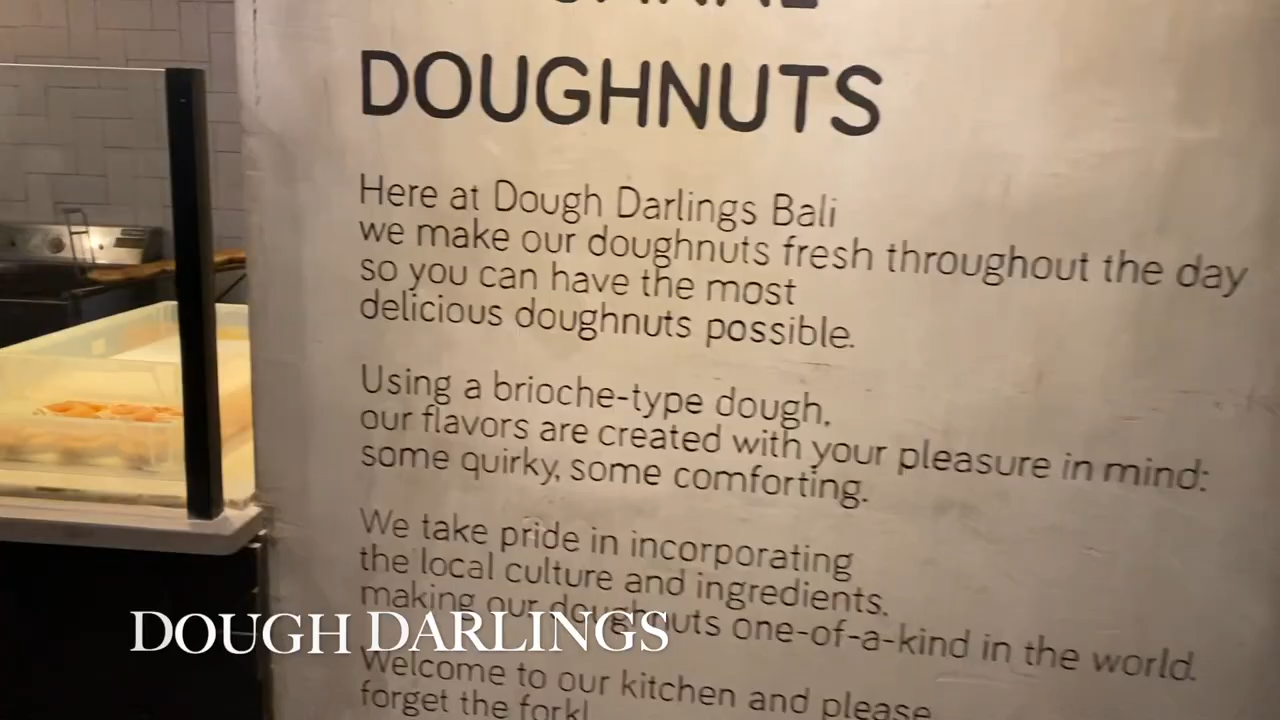 DOUGHNUTS
Here at Dough Darlings Bali
we make our doughnuts fresh throughout the day
so you can have the most
delicious doughnuts possible.
Using a brioche-type dough,
our flavors are created with your pleasure in mind:
some quirky, some comforting.
We take pride in incorporating
the local culture and ingredients.
making our doughnuts one-of-a-kind in the world.
DOUGH DARLINGS
Welcome to our kitchen and please
forget the fork!